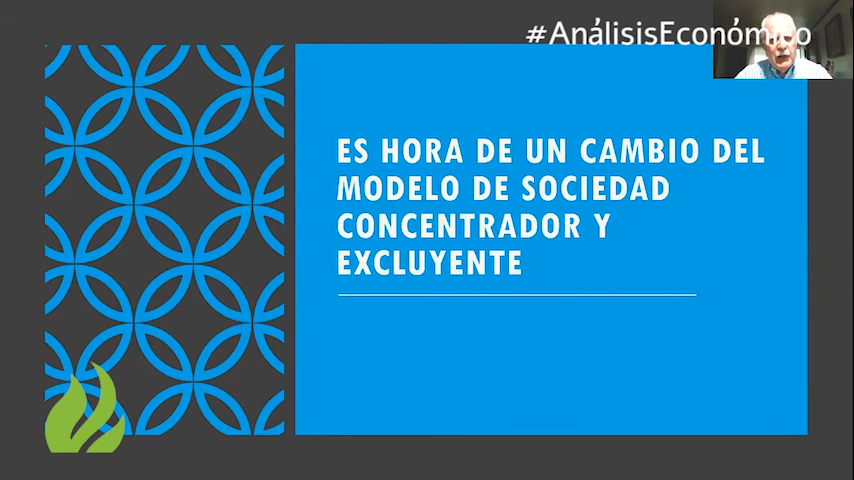 #AnálisisEconómico
ES HORA DE UN CAMBIO DEL
MODELO DE SOCIEDAD
CONCENTRADOR Y
EXCLUYENTE